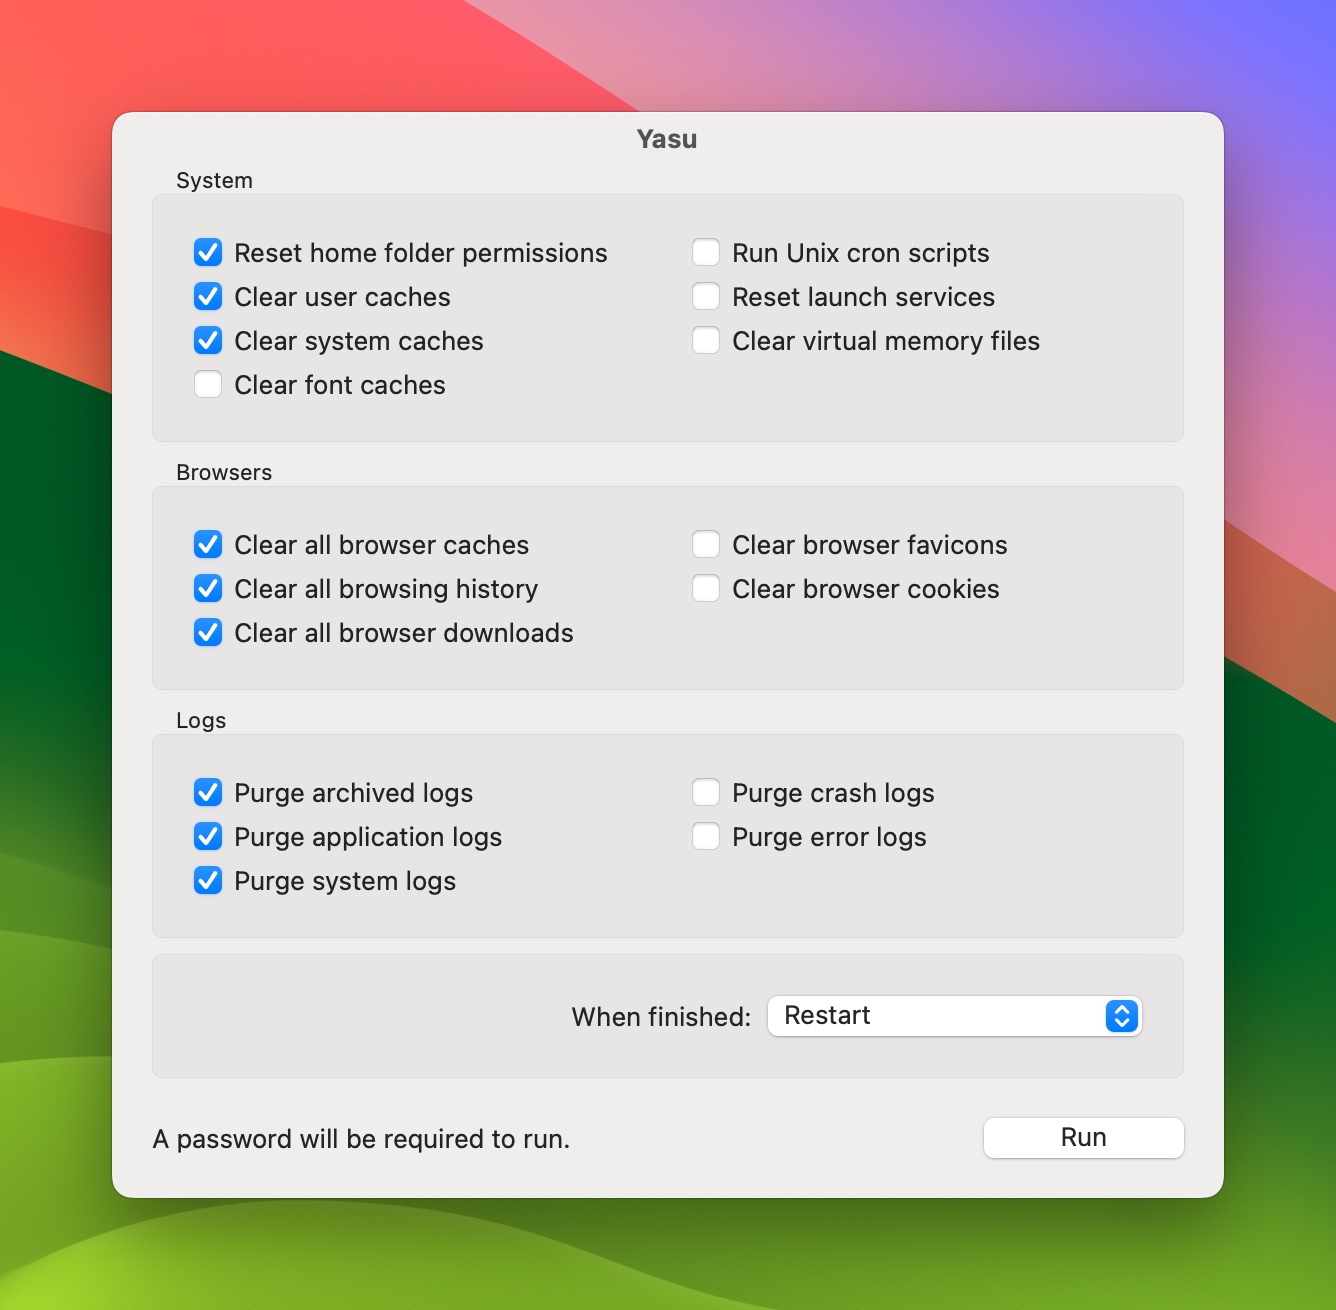 Yasu
System
Reset home folder permissions
Clear user caches
Clear system caches
Clear font caches
Run Unix cron scripts
Reset launch services
Clear virtual memory files
Browsers
Clear all browser caches
Clear all browsing history
Clear all browser downloads
Clear browser favicons
Clear browser cookies
Logs
Purge archived logs
Purge application logs
Purge system logs
Purge crash logs
Purge error logs
When finished: Restart
A password will be required to run.
Run